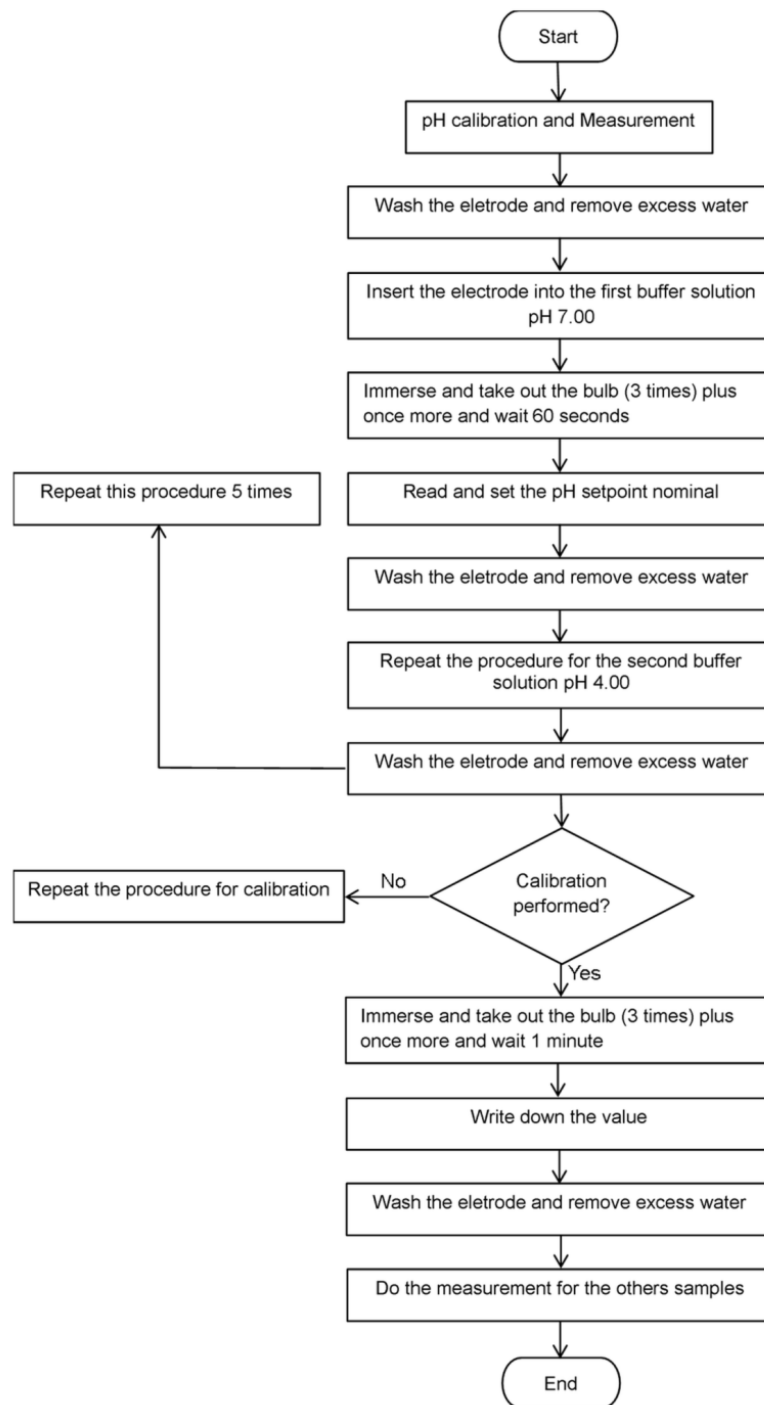 Start
pH calibration and Measurement
Wash the eletrode and remove excess water
Insert the electrode into the first buffer solution
pH 7.00
Immerse and take out the bulb (3 times) plus
once more and wait 60 seconds
Repeat this procedure 5 times
Read and set the pH setpoint nominal
Wash the eletrode and remove excess water
Repeat the procedure for the second buffer
solution pH 4.00
Wash the eletrode and remove excess water
Repeat the procedure for calibration
No
Calibration
performed?
Yes
Immerse and take out the bulb (3 times) plus
once more and wait 1 minute
Write down the value
Wash the eletrode and remove excess water
Do the measurement for the others samples
End